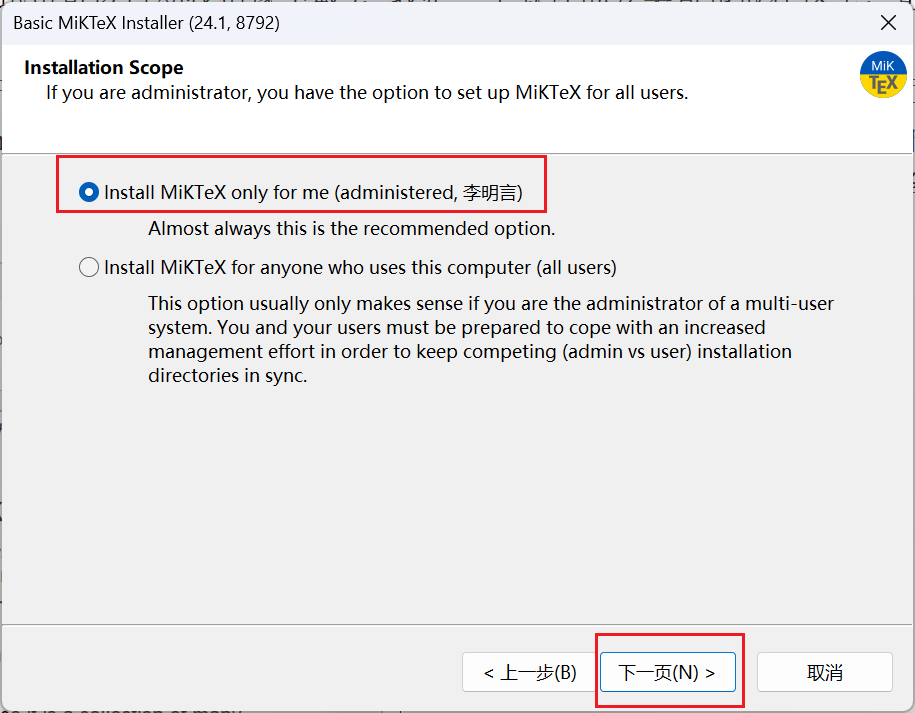 Basic MiKTeX Installer (24.1, 8792)
Installation Scope
If you are administrator, you have the option to set up MiKTeX for all users.
MiK
TEX
Install MiKTeX only for me (administered, 李明言)
Almost always this is the recommended option.
Install MiKTeX for anyone who uses this computer (all users)
This option usually only makes sense if you are the administrator of a multi-user
system. You and your users must be prepared to cope with an increased
management effort in order to keep competing (admin vs user) installation
directories in sync.
< 上一步(B)
下一页(N) >
取消